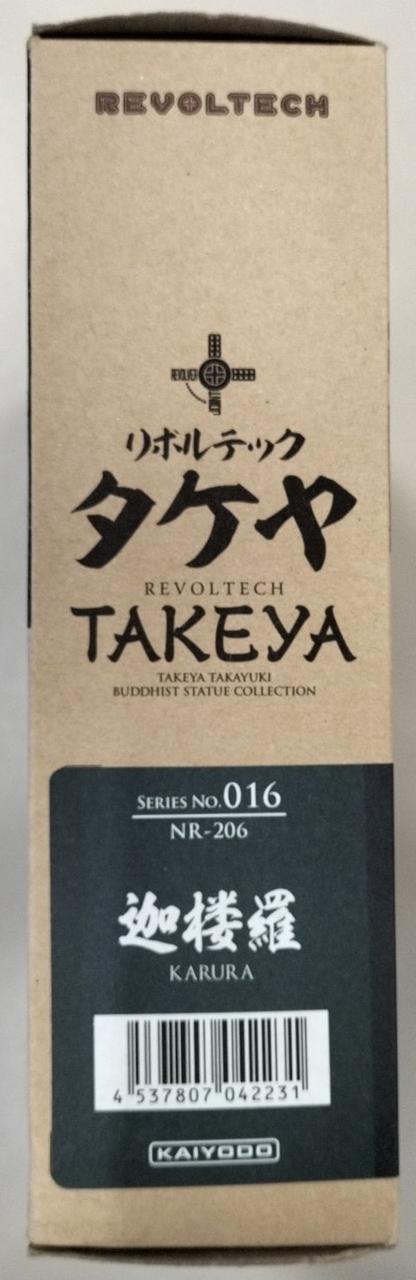 REVOLTECH
REVOLVER
リボルテック
タケヤ
REVOLTECH
TAKEYA
TAKEYA TAKAYUKI
BUDDHIST STATUE COLLECTION
SERIES NO.016
NR-206
迦楼羅
KARURA
4 537807 042231
KAIYODO